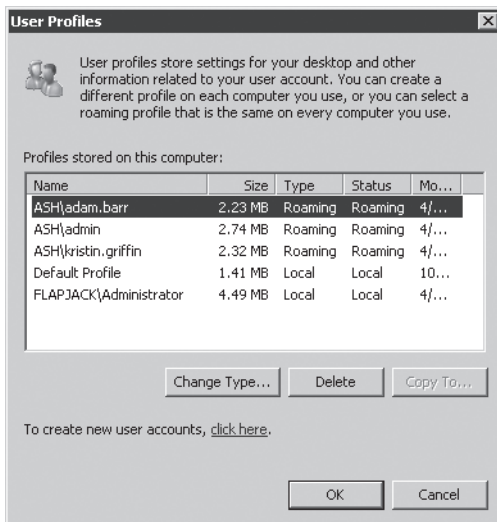 User Profiles
User profiles store settings for your desktop and other
information related to your user account. You can create a
different profile on each computer you use, or you can select a
roaming profile that is the same on every computer you use.
Profiles stored on this computer:
Name Size Type Status Mo...
ASH\adam.barr 2.23 MB Roaming Roaming 4/...
ASH\admin 2.74 MB Roaming Roaming 4/...
ASH\kristin.griffin 2.32 MB Roaming Roaming 4/...
Default Profile 1.41 MB Local Local 10...
FLAPJACK\Administrator 4.49 MB Local Local 4/...
Change Type... Delete Copy To...
To create new user accounts, click here.
OK Cancel